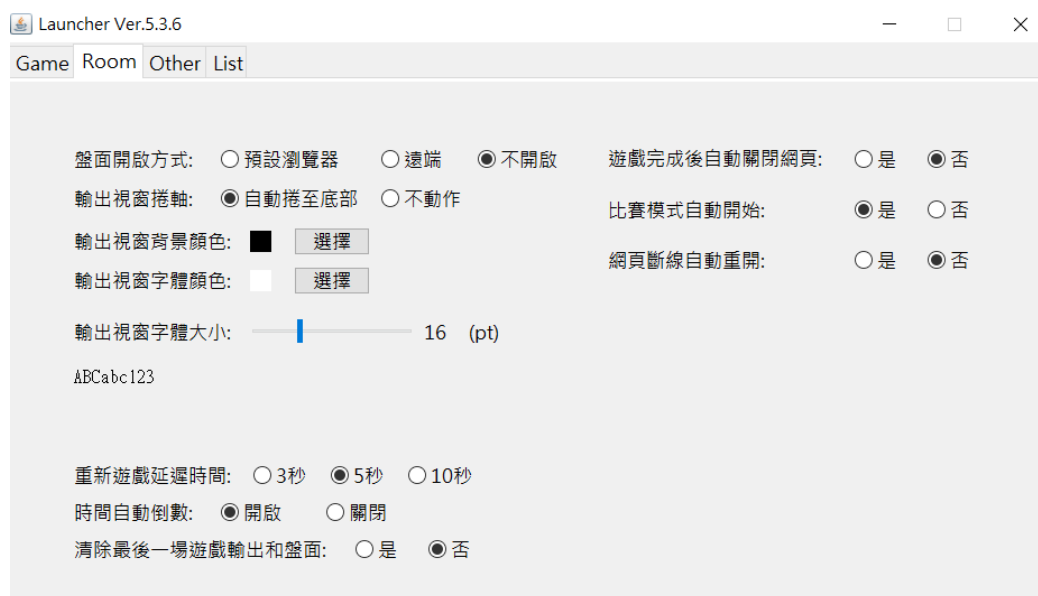 Launcher Ver.5.3.6
Game Room Other List
盤面開啟方式: 預設瀏覽器 遠端 不開啟
輸出視窗捲軸: 自動捲至底部 不動作
輸出視窗背景顏色: 選擇
輸出視窗字體顏色: 選擇
輸出視窗字體大小: 16 (pt)
ABCabc123
重新遊戲延遲時間: 3秒 5秒 10秒
時間自動倒數: 開啟 關閉
清除最後一場遊戲輸出和盤面: 是 否
遊戲完成後自動關閉網頁: 是 否
比賽模式自動開始: 是 否
網頁斷線自動重開: 是 否